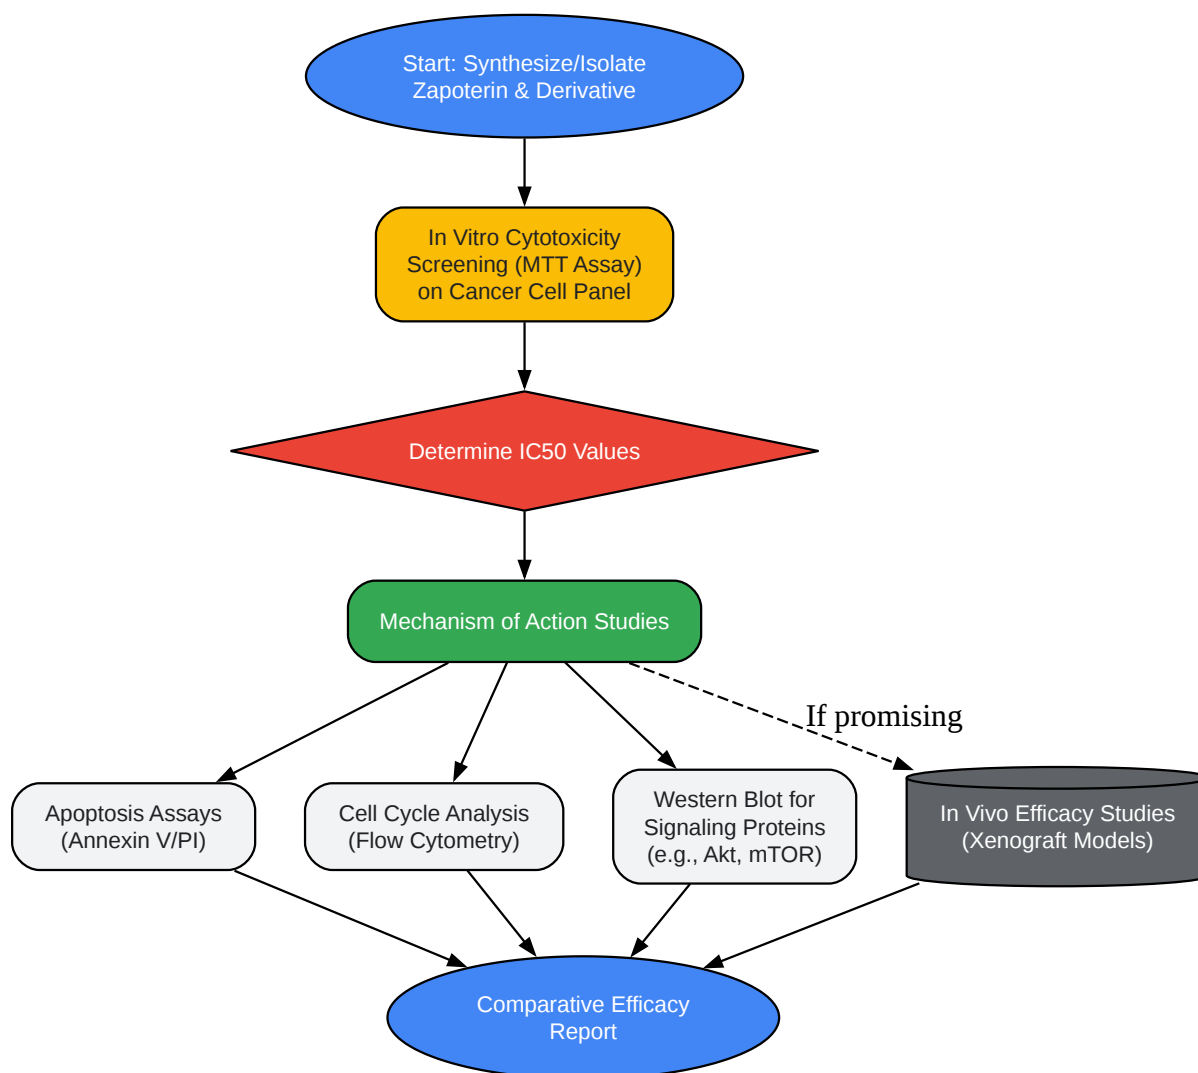 Start: Synthesize/Isolate
Zapoterin & Derivative
In Vitro Cytotoxicity
Screening (MTT Assay)
on Cancer Cell Panel
Determine IC50 Values
Mechanism of Action Studies
If promising
Apoptosis Assays
(Annexin V/PI)
Cell Cycle Analysis
(Flow Cytometry)
Western Blot for
Signaling Proteins
(e.g., Akt, mTOR)
In Vivo Efficacy Studies
(Xenograft Models)
Comparative Efficacy
Report